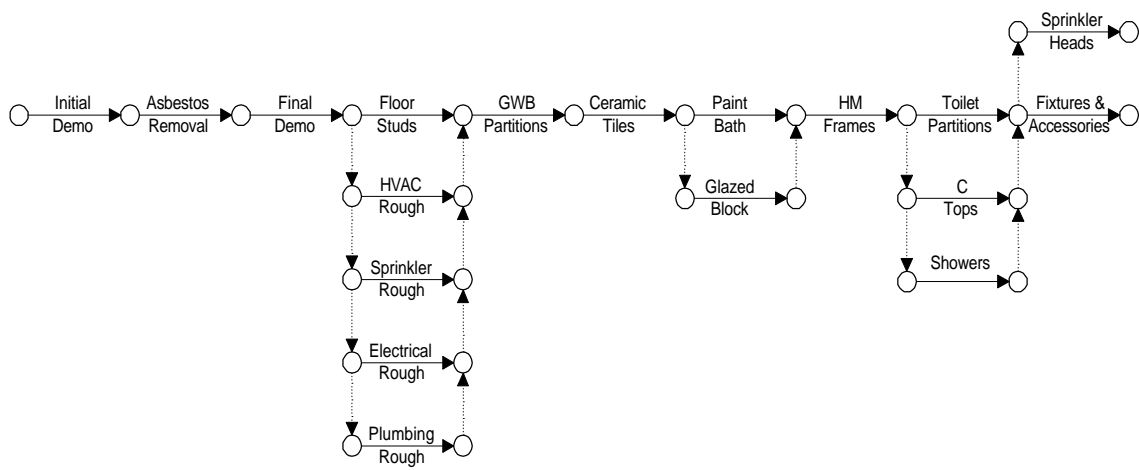 Sprinkler
Heads
Initial
Demo
Asbestos
Removal
Final
Demo
Floor
Studs
GWB
Partitions
Ceramic
Tiles
Paint
Bath
HM
Frames
Toilet
Partitions
Fixtures &
Accessories
HVAC
Rough
Glazed
Block
C
Tops
Sprinkler
Rough
Showers
Electrical
Rough
Plumbing
Rough